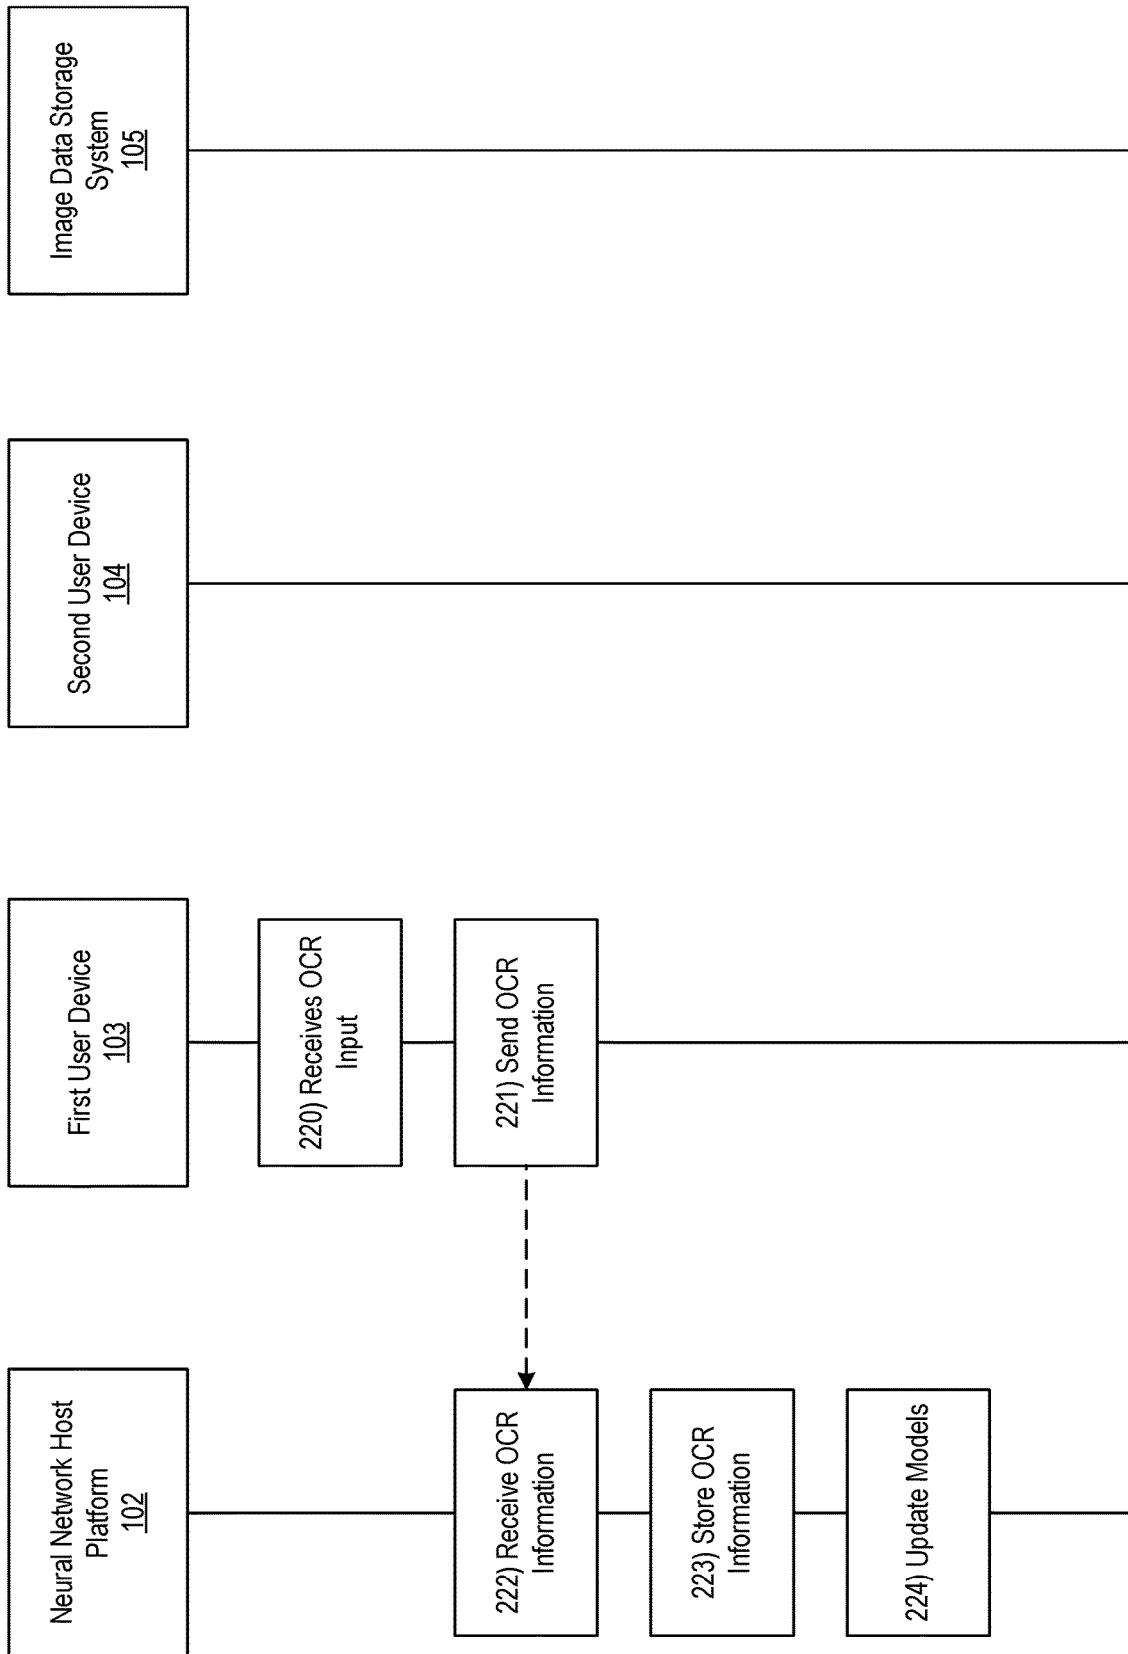 Neural Network Host
Platform
102
First User Device
103
Second User Device
104
Image Data Storage
System
105
220) Receives OCR
Input
221) Send OCR
Information
222) Receive OCR
Information
223) Store OCR
Information
224) Update Models